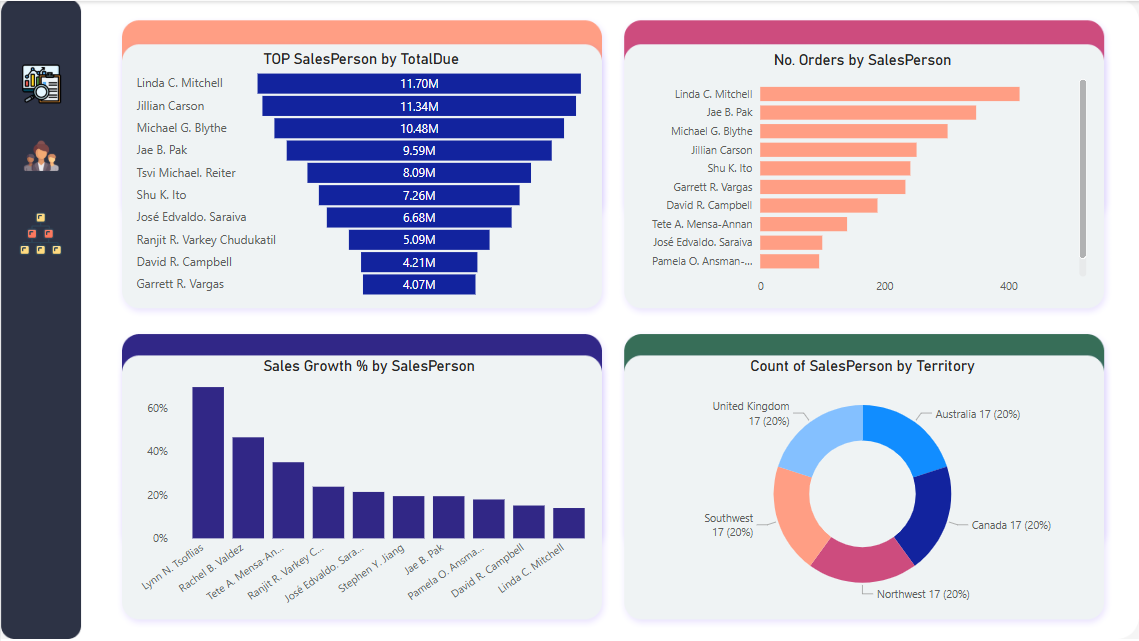 TOP SalesPerson by TotalDue
Linda C. Mitchell 11.70M
Jillian Carson 11.34M
Michael G. Blythe 10.48M
Jae B. Pak 9.59M
Tsvi Michael. Reiter 8.09M
Shu K. Ito 7.26M
José Edvaldo. Saraiva 6.68M
Ranjit R. Varkey Chudukatil 5.09M
David R. Campbell 4.21M
Garrett R. Vargas 4.07M
No. Orders by SalesPerson
Linda C. Mitchell
Jae B. Pak
Michael G. Blythe
Jillian Carson
Shu K. Ito
Garrett R. Vargas
David R. Campbell
Tete A. Mensa-Annan
José Edvaldo. Saraiva
Pamela O. Ansman-...
0 200 400
Sales Growth % by SalesPerson
60%
40%
20%
0%
Lynn N. Tsoflias
Rachel B. Valdez
Tete A. Mensa-An...
Ranjit R. Varkey C...
José Edvaldo. Sara...
Stephen Y. Jiang
Jae B. Pak
Pamela O. Ansma...
David R. Campbell
Linda C. Mitchell
Count of SalesPerson by Territory
United Kingdom
17 (20%)
Australia 17 (20%)
Southwest
17 (20%)
Canada 17 (20%)
Northwest 17 (20%)